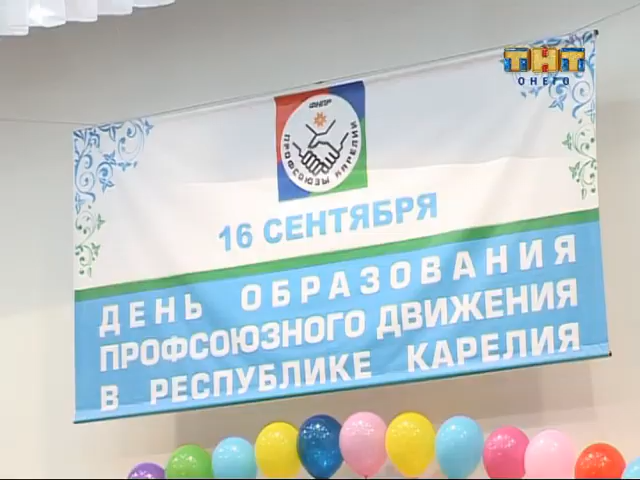 ТНТ
ОНЕГО
ФНПР
ПРОФСОЮЗЫ КАРЕЛИИ
16 СЕНТЯБРЯ
ДЕНЬ ОБРАЗОВАНИЯ
ПРОФСОЮЗНОГО ДВИЖЕНИЯ
В РЕСПУБЛИКЕ КАРЕЛИЯ